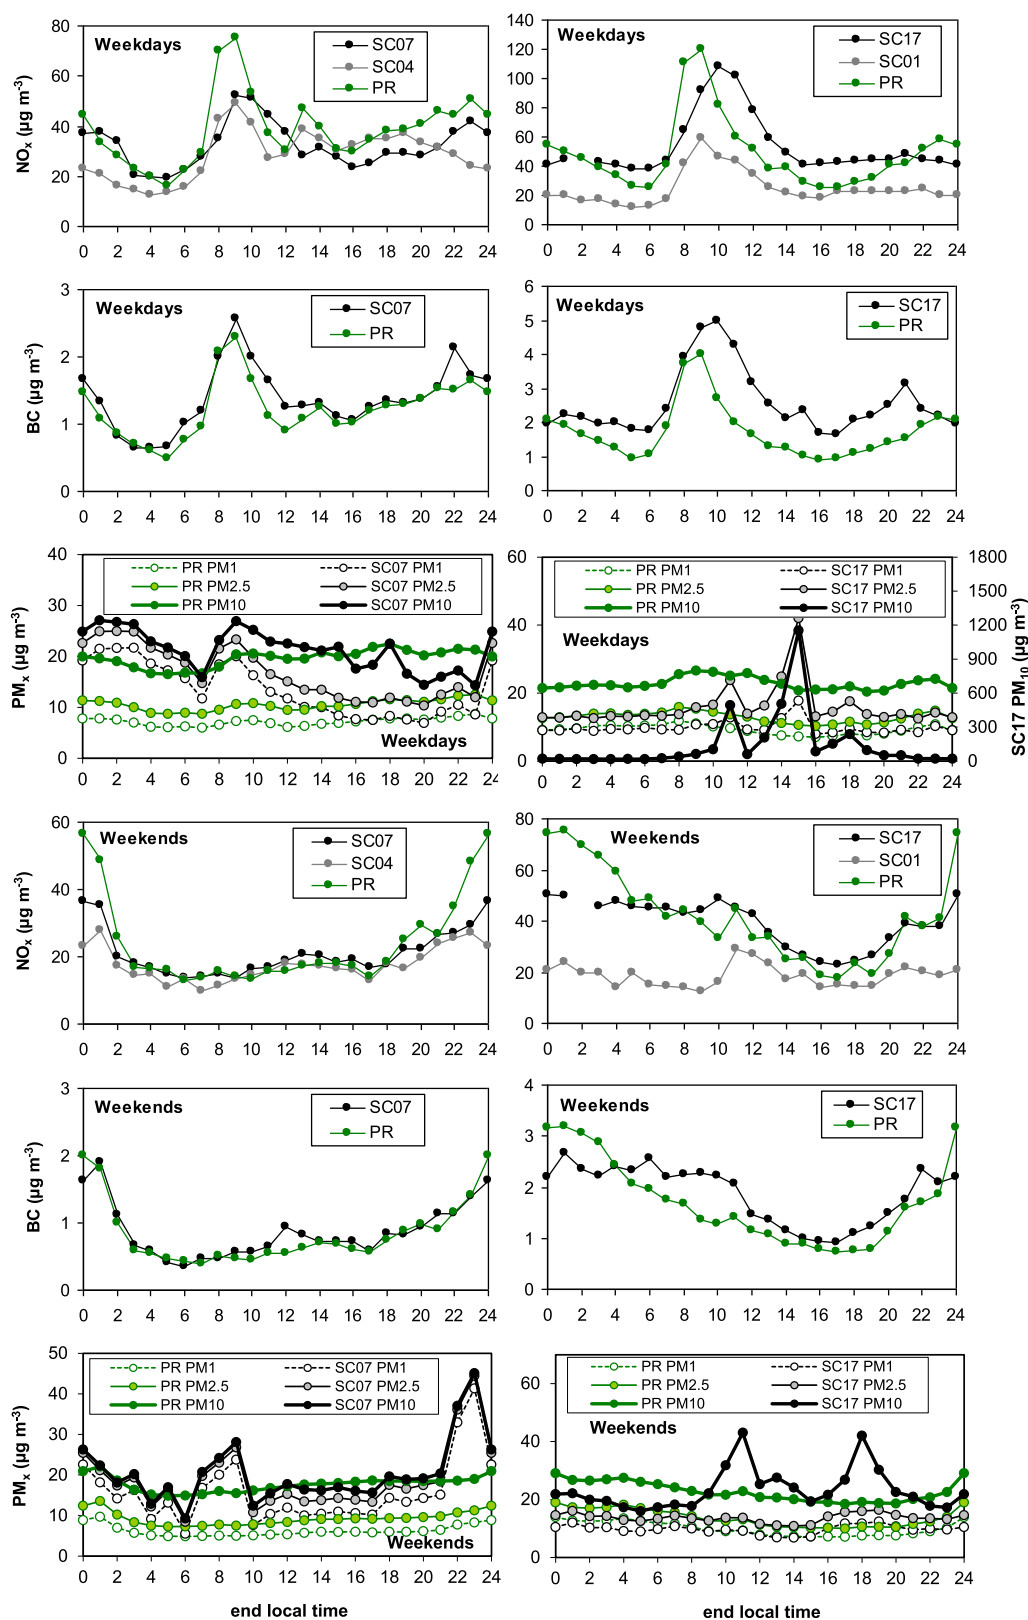 Weekdays
SC07
SC04
PR
NOx (µg m-3)
80
60
40
20
0
0 2 4 6 8 10 12 14 16 18 20 22 24
Weekdays
SC17
SC01
PR
140
120
100
80
60
40
20
0
0 2 4 6 8 10 12 14 16 18 20 22 24
Weekdays
SC07
PR
BC (µg m-3)
3
2
1
0
0 2 4 6 8 10 12 14 16 18 20 22 24
Weekdays
SC17
PR
6
5
4
3
2
1
0
0 2 4 6 8 10 12 14 16 18 20 22 24
PR PM1 SC07 PM1
PR PM2.5 SC07 PM2.5
PR PM10 SC07 PM10
Weekdays
PMx (µg m-3)
40
30
20
10
0
0 2 4 6 8 10 12 14 16 18 20 22 24
PR PM1 SC17 PM1
PR PM2.5 SC17 PM2.5
PR PM10 SC17 PM10
Weekdays
60
40
20
0
1800
1500
1200
900
600
300
0
SC17 PM10 (µg m-3)
0 2 4 6 8 10 12 14 16 18 20 22 24
Weekends
SC07
SC04
PR
NOx (µg m-3)
60
40
20
0
0 2 4 6 8 10 12 14 16 18 20 22 24
Weekends
SC17
SC01
PR
80
60
40
20
0
0 2 4 6 8 10 12 14 16 18 20 22 24
Weekends
SC07
PR
BC (µg m-3)
3
2
1
0
0 2 4 6 8 10 12 14 16 18 20 22 24
Weekends
SC17
PR
4
3
2
1
0
0 2 4 6 8 10 12 14 16 18 20 22 24
PR PM1 SC07 PM1
PR PM2.5 SC07 PM2.5
PR PM10 SC07 PM10
Weekends
PMx (µg m-3)
50
40
30
20
10
0
0 2 4 6 8 10 12 14 16 18 20 22 24
end local time
PR PM1 SC17 PM1
PR PM2.5 SC17 PM2.5
PR PM10 SC17 PM10
Weekends
60
40
20
0
0 2 4 6 8 10 12 14 16 18 20 22 24
end local time